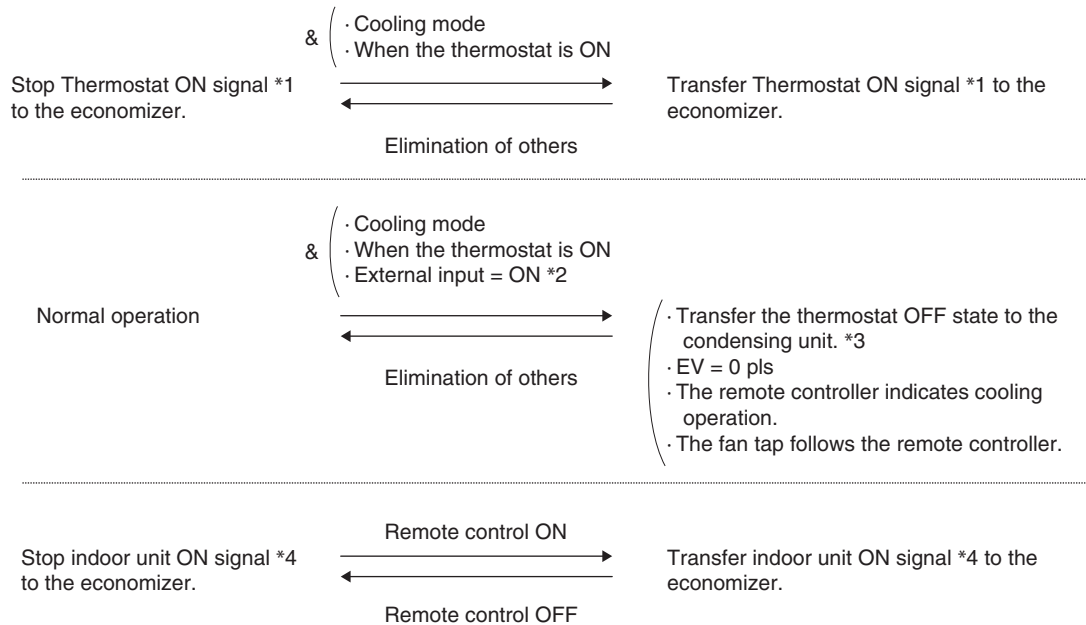 · Cooling mode
& · When the thermostat is ON
Stop Thermostat ON signal *1
to the economizer.
Transfer Thermostat ON signal *1 to the
economizer.
Elimination of others
· Cooling mode
& · When the thermostat is ON
· External input = ON *2
Normal operation
Elimination of others
· Transfer the thermostat OFF state to the
condensing unit. *3
· EV = 0 pls
· The remote controller indicates cooling
operation.
· The fan tap follows the remote controller.
Remote control ON
Stop indoor unit ON signal *4
to the economizer.
Transfer indoor unit ON signal *4 to the
economizer.
Remote control OFF